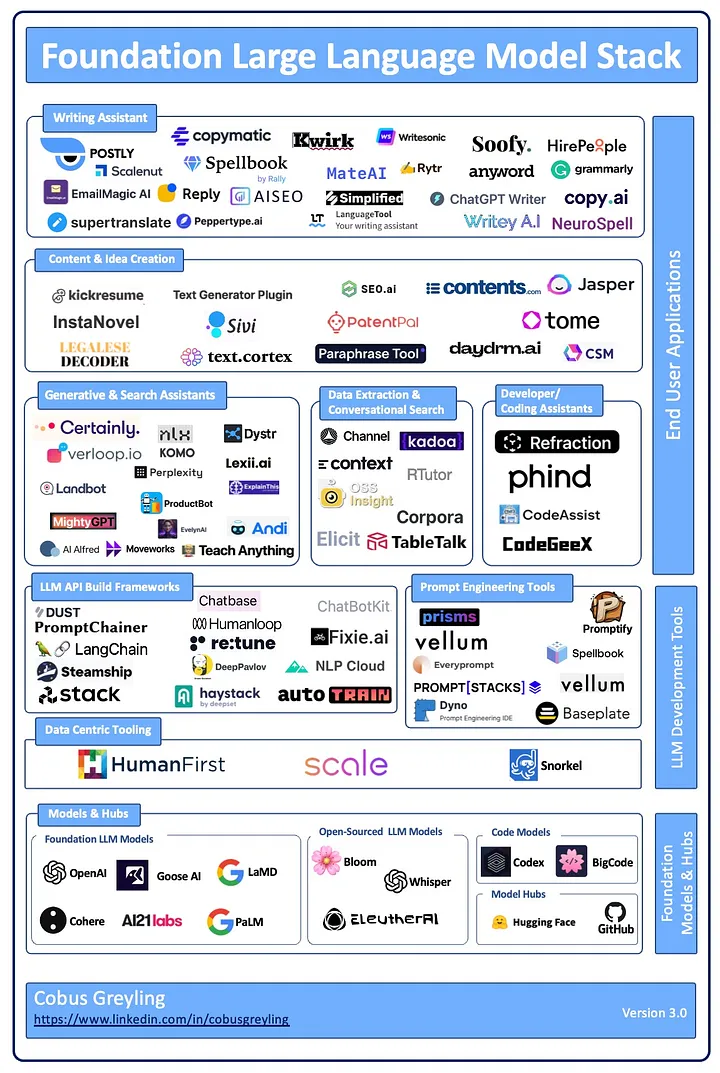 Foundation Large Language Model Stack
Writing Assistant
POSTLY
copymatic
Kwirk
WS
Writesonic
Soofy.
HirePeople
Scalenut
Spellbook
by Rally
MateAI
Rytr
anyword
grammarly
EmailMagic AI
Reply
AISEO
Simplified
ChatGPT Writer
copy.ai
supertranslate
Peppertype.ai
LT
LanguageTool
Your writing assistant
Writey A.I
NeuroSpell
Content & Idea Creation
kickresume
Text Generator Plugin
SEO.ai
contents.com
Jasper
InstaNovel
Sivi
PatentPal
tome
LEGALESE
DECODER
text.cortex
Paraphrase Tool
daydrm.ai
CSM
End User Applications
Generative & Search Assistants
Certainly.
nlx
Dystr
verloop.io
KOMO
Lexii.ai
Perplexity
Landbot
ProductBot
ExplainThis
MightyGPT
EvelynAI
Andi
AI Alfred
Moveworks
Teach Anything
Data Extraction &
Conversational Search
Channel
kadoa
context
RTutor
OSS
Insight
Corpora
Elicit
TableTalk
Developer/
Coding Assistants
Refraction
phind
CodeAssist
CodeGeeX
LLM API Build Frameworks
DUST
Chatbase
ChatBotKit
PromptChainer
Humanloop
LangChain
re:tune
Fixie.ai
Steamship
DeepPavlov
NLP Cloud
stack
haystack
by deepset
autoTRAIN
Prompt Engineering Tools
prisms
Promptify
vellum
Everyprompt
Spellbook
PROMPT[STACKS]
vellum
Dyno
Prompt Engineering IDE
Baseplate
LLM Development Tools
Data Centric Tooling
HumanFirst
scale
Snorkel
Models & Hubs
Foundation LLM Models
OpenAI
Goose AI
LaMD
Cohere
AI21labs
PaLM
Open-Sourced LLM Models
Bloom
Whisper
EleutherAI
Code Models
Codex
BigCode
Model Hubs
Hugging Face
GitHub
Foundation
Models & Hubs
Cobus Greyling
https://www.linkedin.com/in/cobusgreyling
Version 3.0